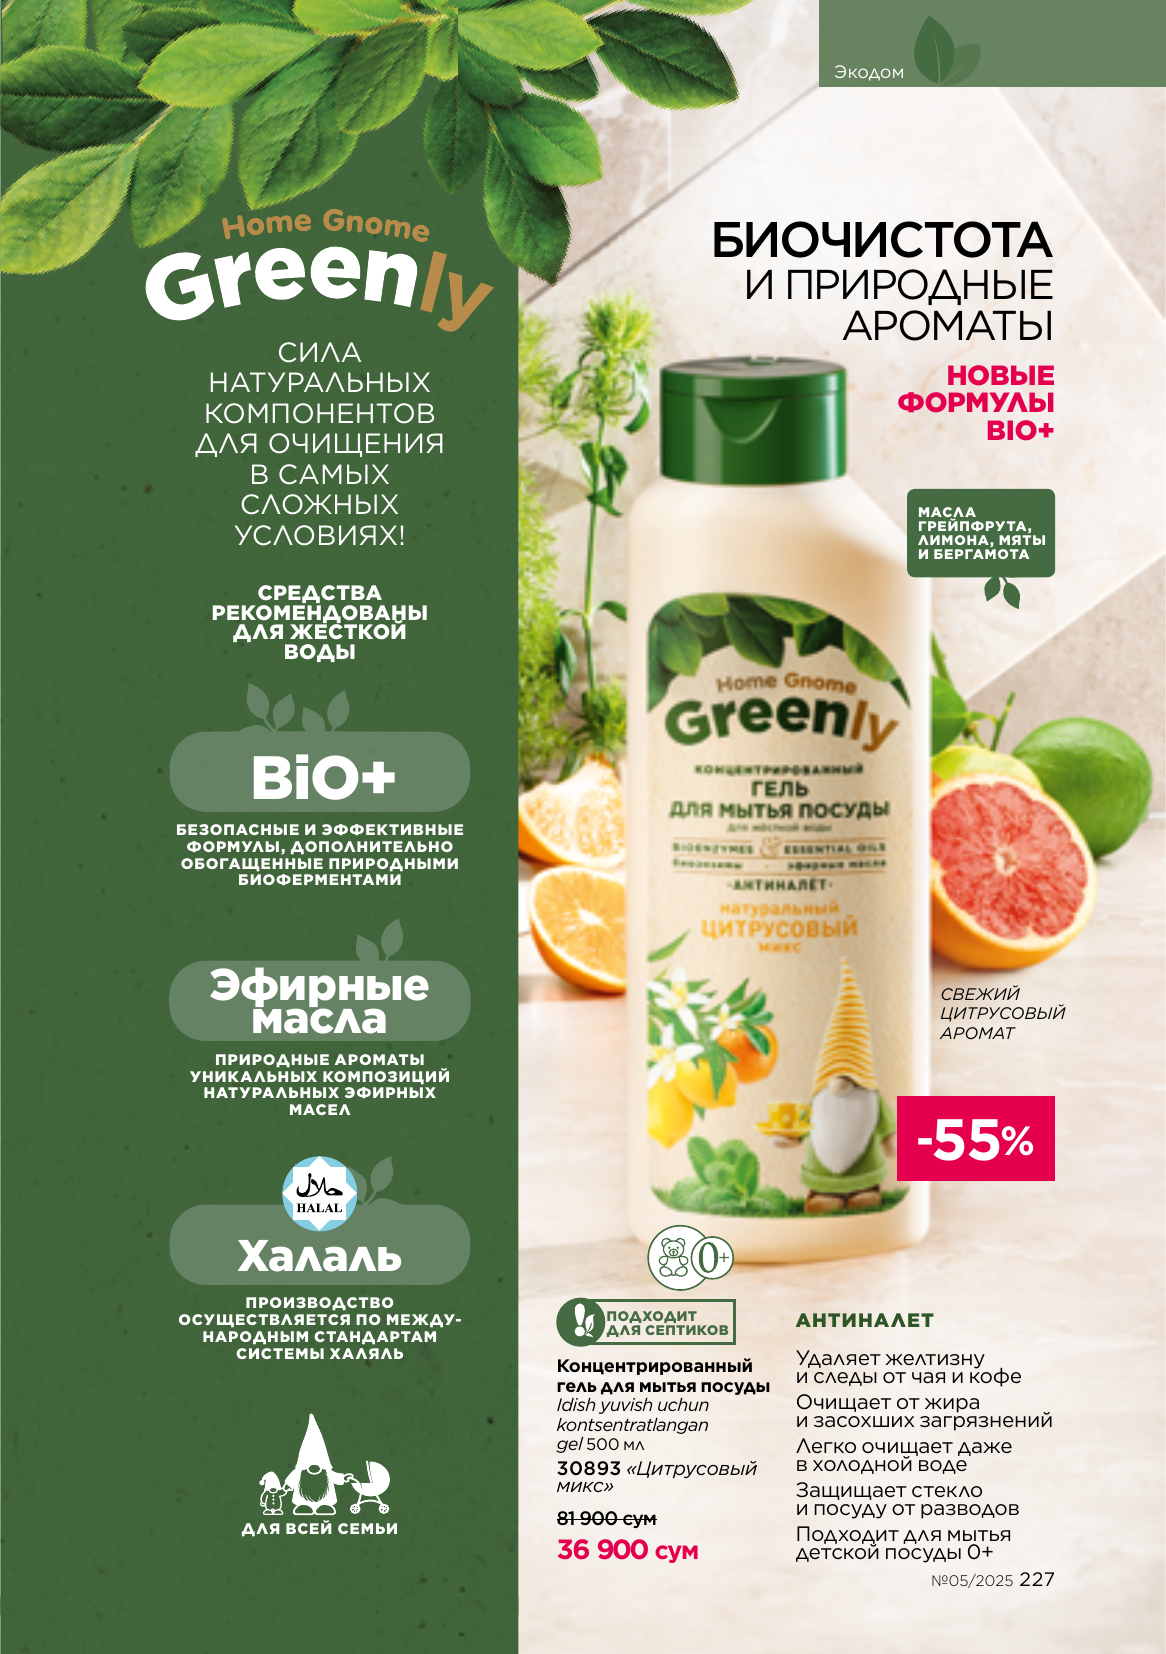 Экодом
Home Gnome
Greenly
СИЛА
НАТУРАЛЬНЫХ
КОМПОНЕНТОВ
ДЛЯ ОЧИЩЕНИЯ
В САМЫХ
СЛОЖНЫХ
УСЛОВИЯХ!
СРЕДСТВА
РЕКОМЕНДОВАНЫ
ДЛЯ ЖЕСТКОЙ
ВОДЫ
BiO+
БЕЗОПАСНЫЕ И ЭФФЕКТИВНЫЕ
ФОРМУЛЫ, ДОПОЛНИТЕЛЬНО
ОБОГАЩЕННЫЕ ПРИРОДНЫМИ
БИОФЕРМЕНТАМИ
Эфирные
масла
ПРИРОДНЫЕ АРОМАТЫ
УНИКАЛЬНЫХ КОМПОЗИЦИЙ
НАТУРАЛЬНЫХ ЭФИРНЫХ
МАСЕЛ
حلال
HALAL
Халаль
ПРОИЗВОДСТВО
ОСУЩЕСТВЛЯЕТСЯ ПО МЕЖДУ-
НАРОДНЫМ СТАНДАРТАМ
СИСТЕМЫ ХАЛЯЛЬ
ДЛЯ ВСЕЙ СЕМЬИ
БИОЧИСТОТА
И ПРИРОДНЫЕ
АРОМАТЫ
НОВЫЕ
ФОРМУЛЫ
BIO+
МАСЛА
ГРЕЙПФРУТА,
ЛИМОНА, МЯТЫ
И БЕРГАМОТА
Home Gnome
Greenly
КОНЦЕНТРИРОВАННЫЙ
ГЕЛЬ
ДЛЯ МЫТЬЯ ПОСУДЫ
для жёсткой воды
BIOENZYMES & ESSENTIAL OILS
биоэнзимы · эфирные масла
·АНТИНАЛЁТ·
натуральный
ЦИТРУСОВЫЙ
МИКС
СВЕЖИЙ
ЦИТРУСОВЫЙ
АРОМАТ
-55%
0+
ПОДХОДИТ
ДЛЯ СЕПТИКОВ
Концентрированный
гель для мытья посуды
Idish yuvish uchun
kontsentratlangan
gel 500 мл
30893 «Цитрусовый
микс»
81 900 сум
36 900 сум
АНТИНАЛЕТ
Удаляет желтизну
и следы от чая и кофе
Очищает от жира
и засохших загрязнений
Легко очищает даже
в холодной воде
Защищает стекло
и посуду от разводов
Подходит для мытья
детской посуды 0+
№05/2025 227